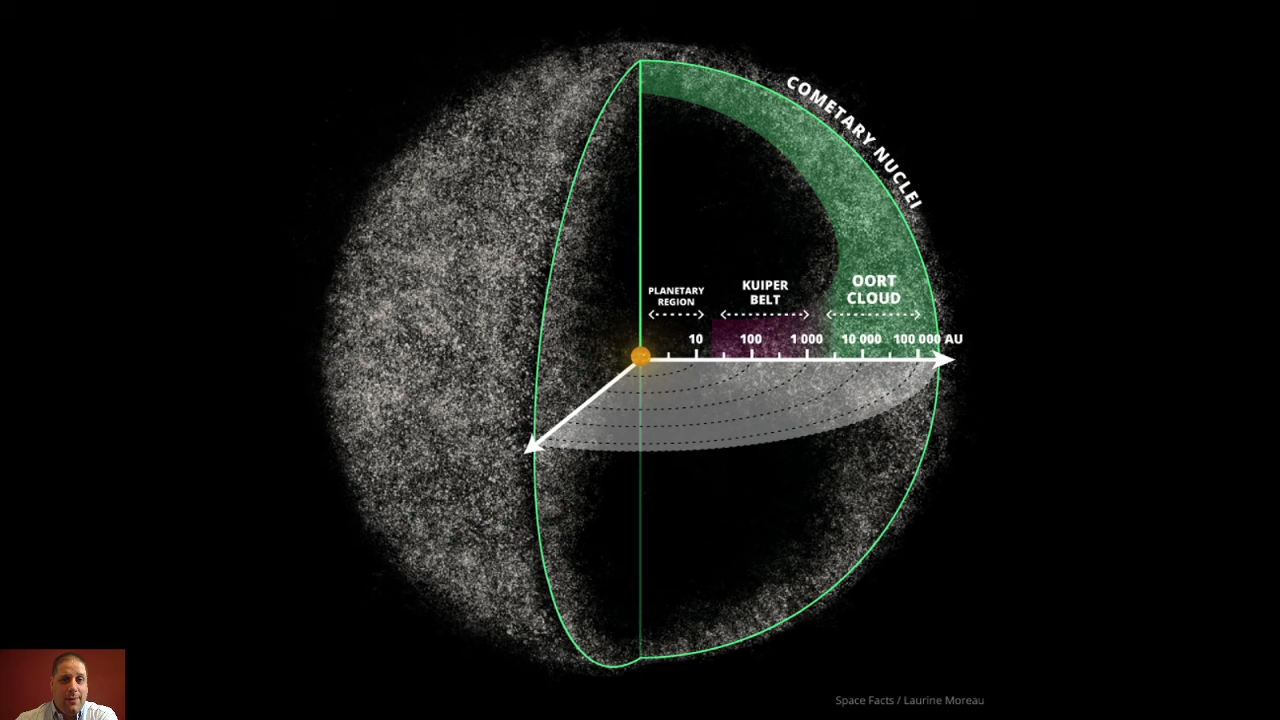 COMETARY NUCLEI
PLANETARY
REGION
KUIPER
BELT
OORT
CLOUD
10 100 1 000 10 000 100 000 AU
Space Facts / Laurine Moreau